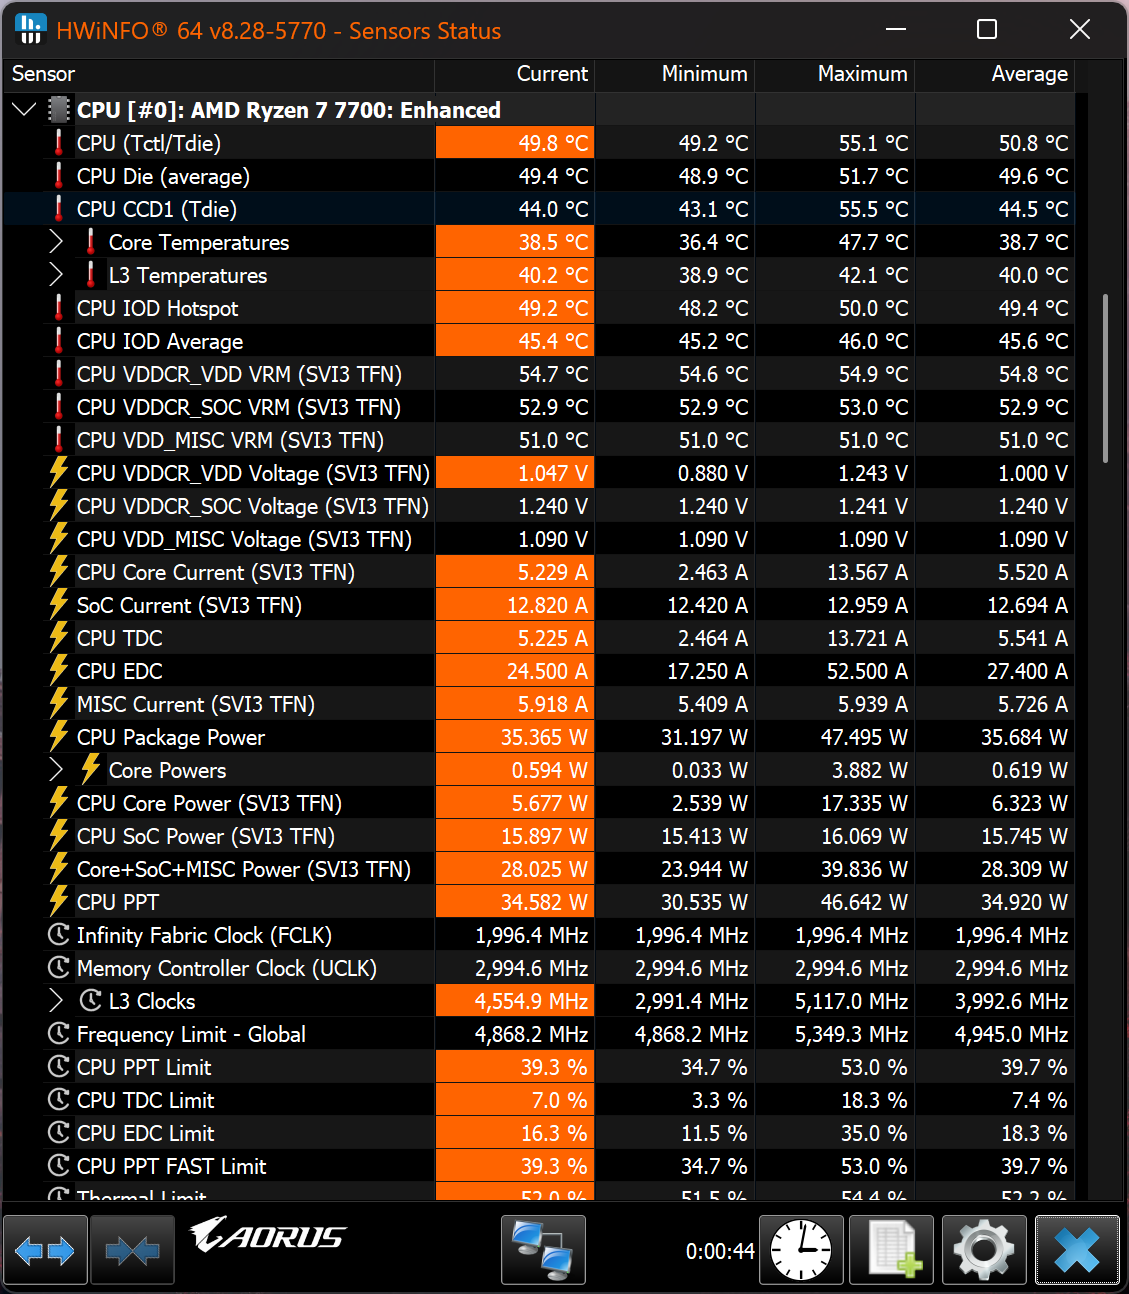 HWiNFO® 64 v8.28-5770 - Sensors Status
Sensor Current Minimum Maximum Average
CPU [#0]: AMD Ryzen 7 7700: Enhanced
CPU (Tctl/Tdie) 49.8 °C 49.2 °C 55.1 °C 50.8 °C
CPU Die (average) 49.4 °C 48.9 °C 51.7 °C 49.6 °C
CPU CCD1 (Tdie) 44.0 °C 43.1 °C 55.5 °C 44.5 °C
Core Temperatures 38.5 °C 36.4 °C 47.7 °C 38.7 °C
L3 Temperatures 40.2 °C 38.9 °C 42.1 °C 40.0 °C
CPU IOD Hotspot 49.2 °C 48.2 °C 50.0 °C 49.4 °C
CPU IOD Average 45.4 °C 45.2 °C 46.0 °C 45.6 °C
CPU VDDCR_VDD VRM (SVI3 TFN) 54.7 °C 54.6 °C 54.9 °C 54.8 °C
CPU VDDCR_SOC VRM (SVI3 TFN) 52.9 °C 52.9 °C 53.0 °C 52.9 °C
CPU VDD_MISC VRM (SVI3 TFN) 51.0 °C 51.0 °C 51.0 °C 51.0 °C
CPU VDDCR_VDD Voltage (SVI3 TFN) 1.047 V 0.880 V 1.243 V 1.000 V
CPU VDDCR_SOC Voltage (SVI3 TFN) 1.240 V 1.240 V 1.241 V 1.240 V
CPU VDD_MISC Voltage (SVI3 TFN) 1.090 V 1.090 V 1.090 V 1.090 V
CPU Core Current (SVI3 TFN) 5.229 A 2.463 A 13.567 A 5.520 A
SoC Current (SVI3 TFN) 12.820 A 12.420 A 12.959 A 12.694 A
CPU TDC 5.225 A 2.464 A 13.721 A 5.541 A
CPU EDC 24.500 A 17.250 A 52.500 A 27.400 A
MISC Current (SVI3 TFN) 5.918 A 5.409 A 5.939 A 5.726 A
CPU Package Power 35.365 W 31.197 W 47.495 W 35.684 W
Core Powers 0.594 W 0.033 W 3.882 W 0.619 W
CPU Core Power (SVI3 TFN) 5.677 W 2.539 W 17.335 W 6.323 W
CPU SoC Power (SVI3 TFN) 15.897 W 15.413 W 16.069 W 15.745 W
Core+SoC+MISC Power (SVI3 TFN) 28.025 W 23.944 W 39.836 W 28.309 W
CPU PPT 34.582 W 30.535 W 46.642 W 34.920 W
Infinity Fabric Clock (FCLK) 1,996.4 MHz 1,996.4 MHz 1,996.4 MHz 1,996.4 MHz
Memory Controller Clock (UCLK) 2,994.6 MHz 2,994.6 MHz 2,994.6 MHz 2,994.6 MHz
L3 Clocks 4,554.9 MHz 2,991.4 MHz 5,117.0 MHz 3,992.6 MHz
Frequency Limit - Global 4,868.2 MHz 4,868.2 MHz 5,349.3 MHz 4,945.0 MHz
CPU PPT Limit 39.3 % 34.7 % 53.0 % 39.7 %
CPU TDC Limit 7.0 % 3.3 % 18.3 % 7.4 %
CPU EDC Limit 16.3 % 11.5 % 35.0 % 18.3 %
CPU PPT FAST Limit 39.3 % 34.7 % 53.0 % 39.7 %
Thermal Limit 52.0 % 51.5 % 54.4 % 52.2 %
AORUS 0:00:44